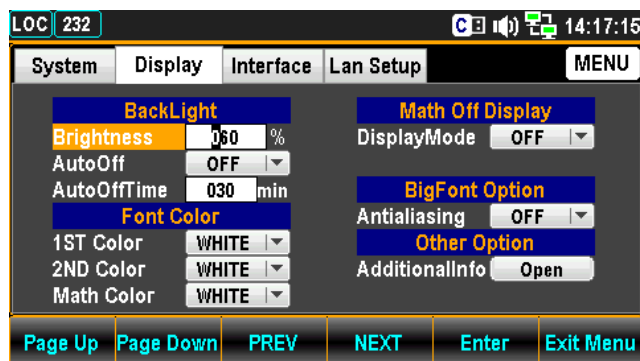 LOC 232 C 14:17:15
System Display Interface Lan Setup MENU
BackLight
Brightness 060 %
AutoOff OFF
AutoOffTime 030 min
Font Color
1ST Color WHITE
2ND Color WHITE
Math Color WHITE
Math Off Display
DisplayMode OFF
BigFont Option
Antialiasing OFF
Other Option
AdditionalInfo Open
Page Up Page Down PREV NEXT Enter Exit Menu